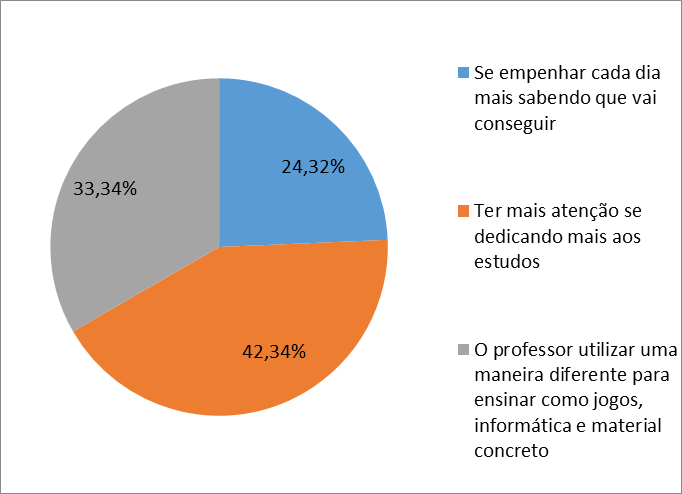 24,32%
42,34%
33,34%
Se empenhar cada dia
mais sabendo que vai
conseguir
Ter mais atenção se
dedicando mais aos
estudos
O professor utilizar uma
maneira diferente para
ensinar como jogos,
informática e material
concreto